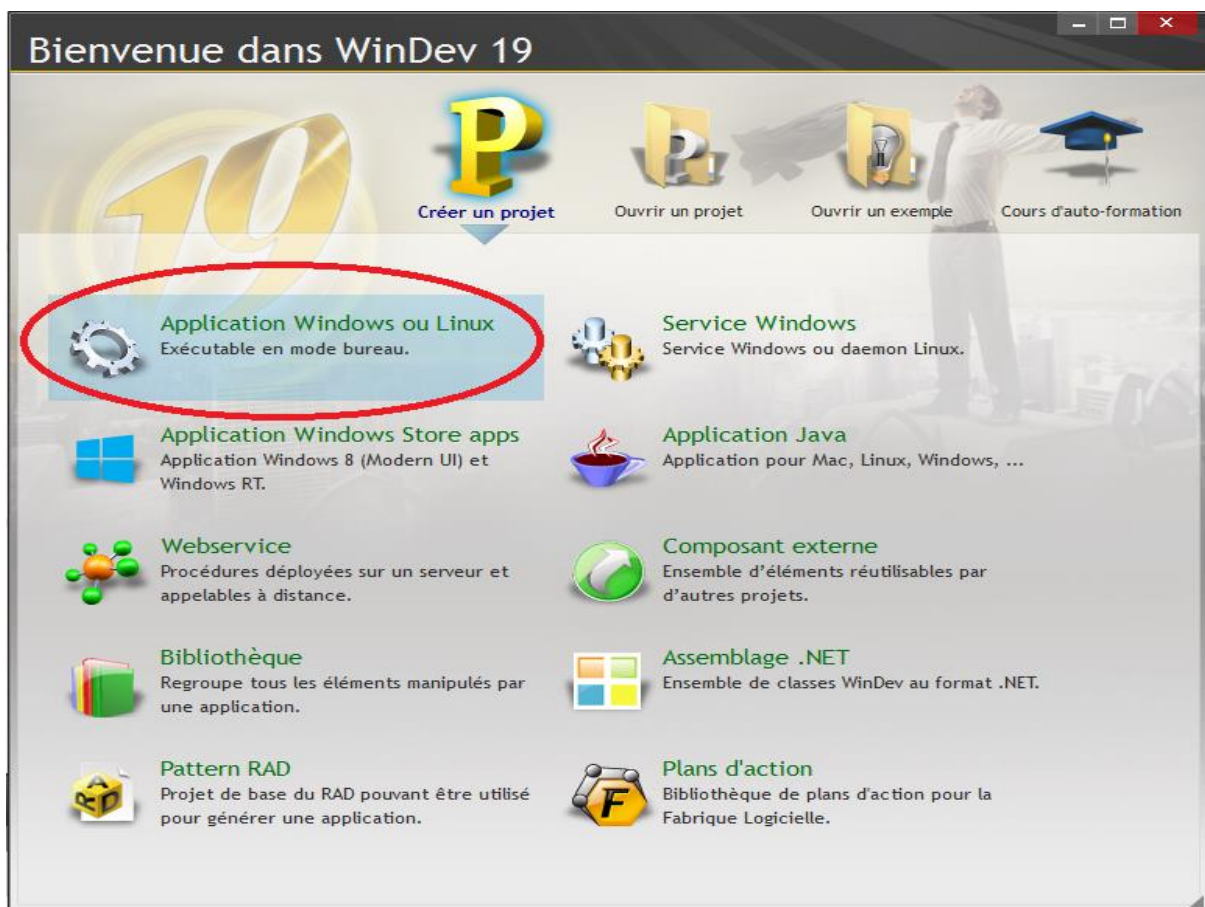 Bienvenue dans WinDev 19
19
P
Créer un projet
Ouvrir un projet
Ouvrir un exemple
Cours d'auto-formation
Application Windows ou Linux
Exécutable en mode bureau.
Service Windows
Service Windows ou daemon Linux.
Application Windows Store apps
Application Windows 8 (Modern UI) et
Windows RT.
Application Java
Application pour Mac, Linux, Windows, ...
Webservice
Procédures déployées sur un serveur et
appelables à distance.
Composant externe
Ensemble d'éléments réutilisables par
d'autres projets.
Bibliothèque
Regroupe tous les éléments manipulés par
une application.
Assemblage .NET
Ensemble de classes WinDev au format .NET.
Pattern RAD
Projet de base du RAD pouvant être utilisé
pour générer une application.
Plans d'action
Bibliothèque de plans d'action pour la
Fabrique Logicielle.